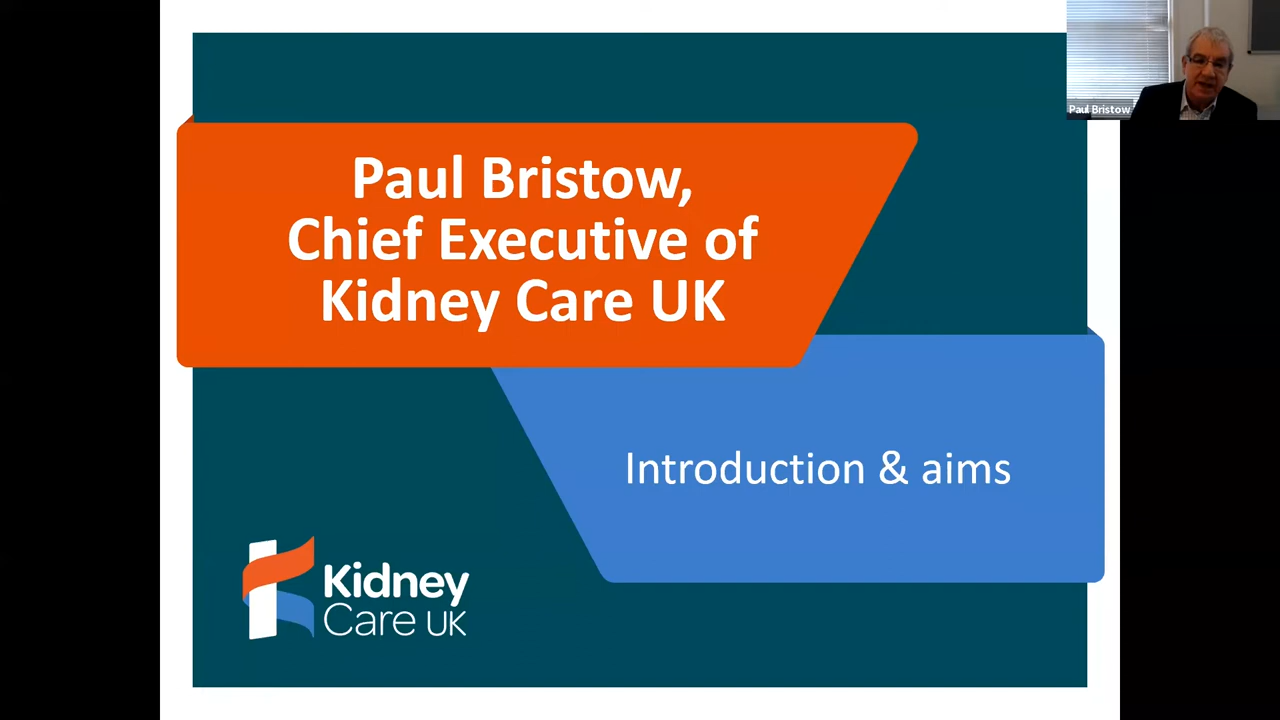 Paul Bristow,
Chief Executive of
Kidney Care UK
Introduction & aims
Kidney
Care UK
Paul Bristow